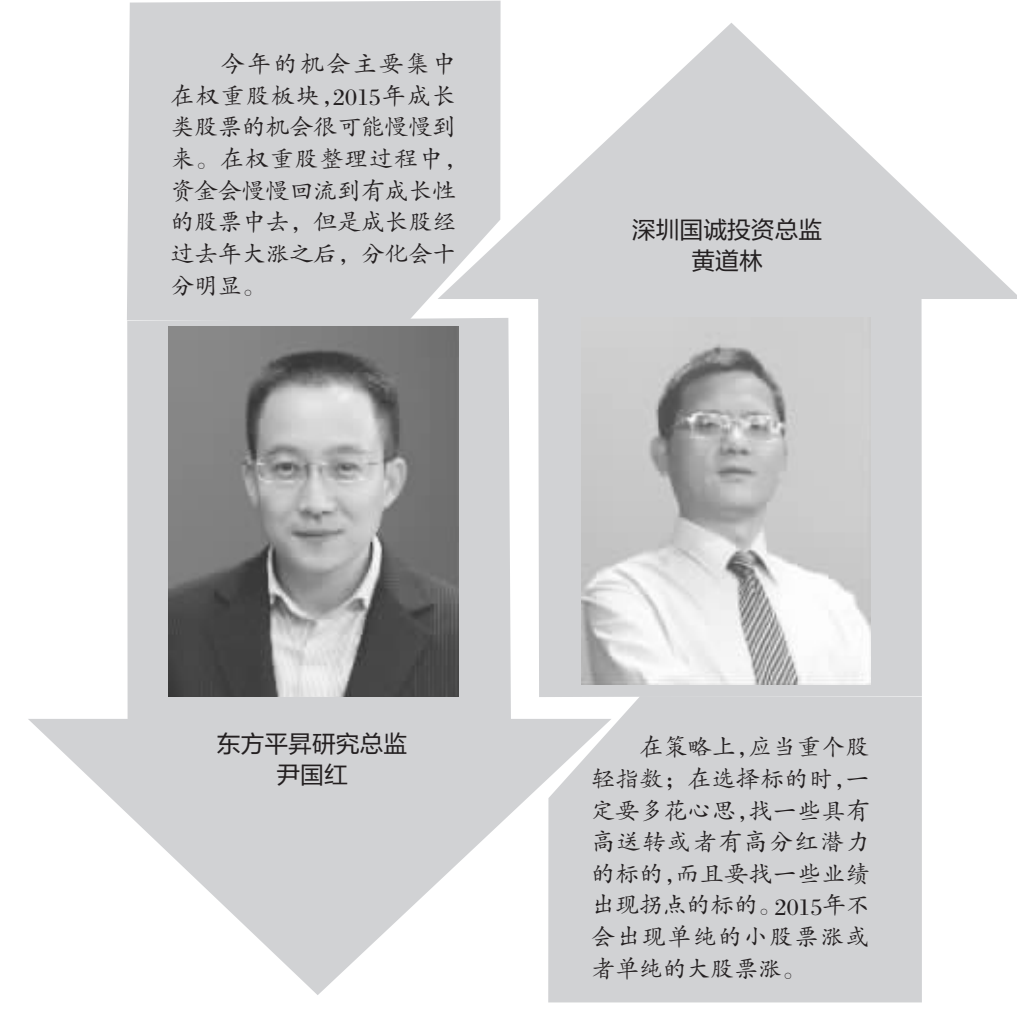 今年的机会主要集中
在权重股板块,2015年成长
类股票的机会很可能慢慢到
来。在权重股整理过程中，
资金会慢慢回流到有成长性
的股票中去，但是成长股经
过去年大涨之后，分化会十
分明显。
东方平昇研究总监
尹国红
深圳国诚投资总监
黄道林
在策略上,应当重个股
轻指数；在选择标的时,一
定要多花心思,找一些具有
高送转或者有高分红潜力
的标的,而且要找一些业绩
出现拐点的标的。2015年不
会出现单纯的小股票涨或
者单纯的大股票涨。